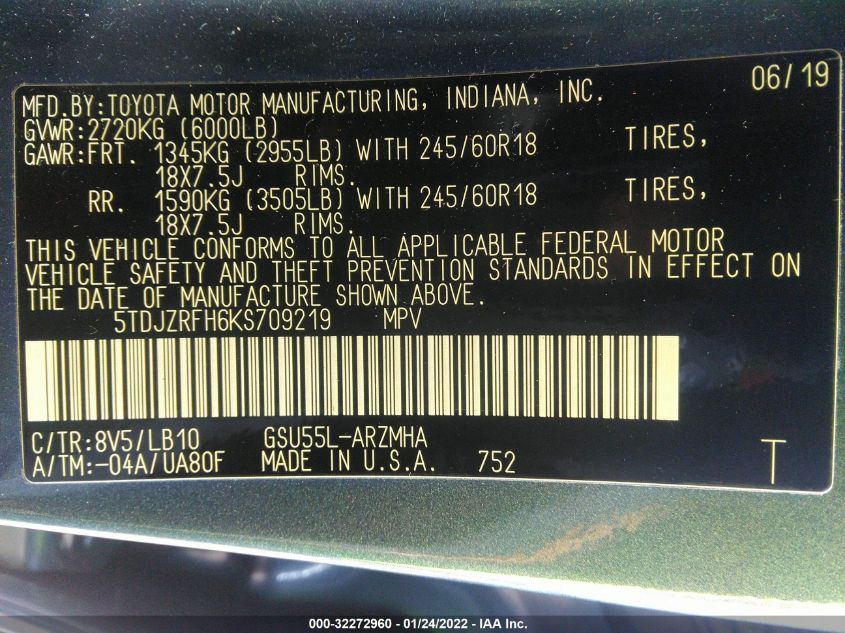 06/19
MFD.BY:TOYOTA MOTOR MANUFACTURING, INDIANA, INC.
GVWR:2720KG (6000LB)
GAWR:FRT. 1345KG (2955LB) WITH 245/60R18 TIRES,
18X7.5J RIMS.
RR. 1590KG (3505LB) WITH 245/60R18 TIRES,
18X7.5J RIMS.
THIS VEHICLE CONFORMS TO ALL APPLICABLE FEDERAL MOTOR
VEHICLE SAFETY AND THEFT PREVENTION STANDARDS IN EFFECT ON
THE DATE OF MANUFACTURE SHOWN ABOVE.
5TDJZRFH6KS709219 MPV
C/TR:8V5/LB10 GSU55L-ARZMHA
A/TM:-04A/UA80F MADE IN U.S.A. 752 T
000-32272960 - 01/24/2022 - IAA Inc.